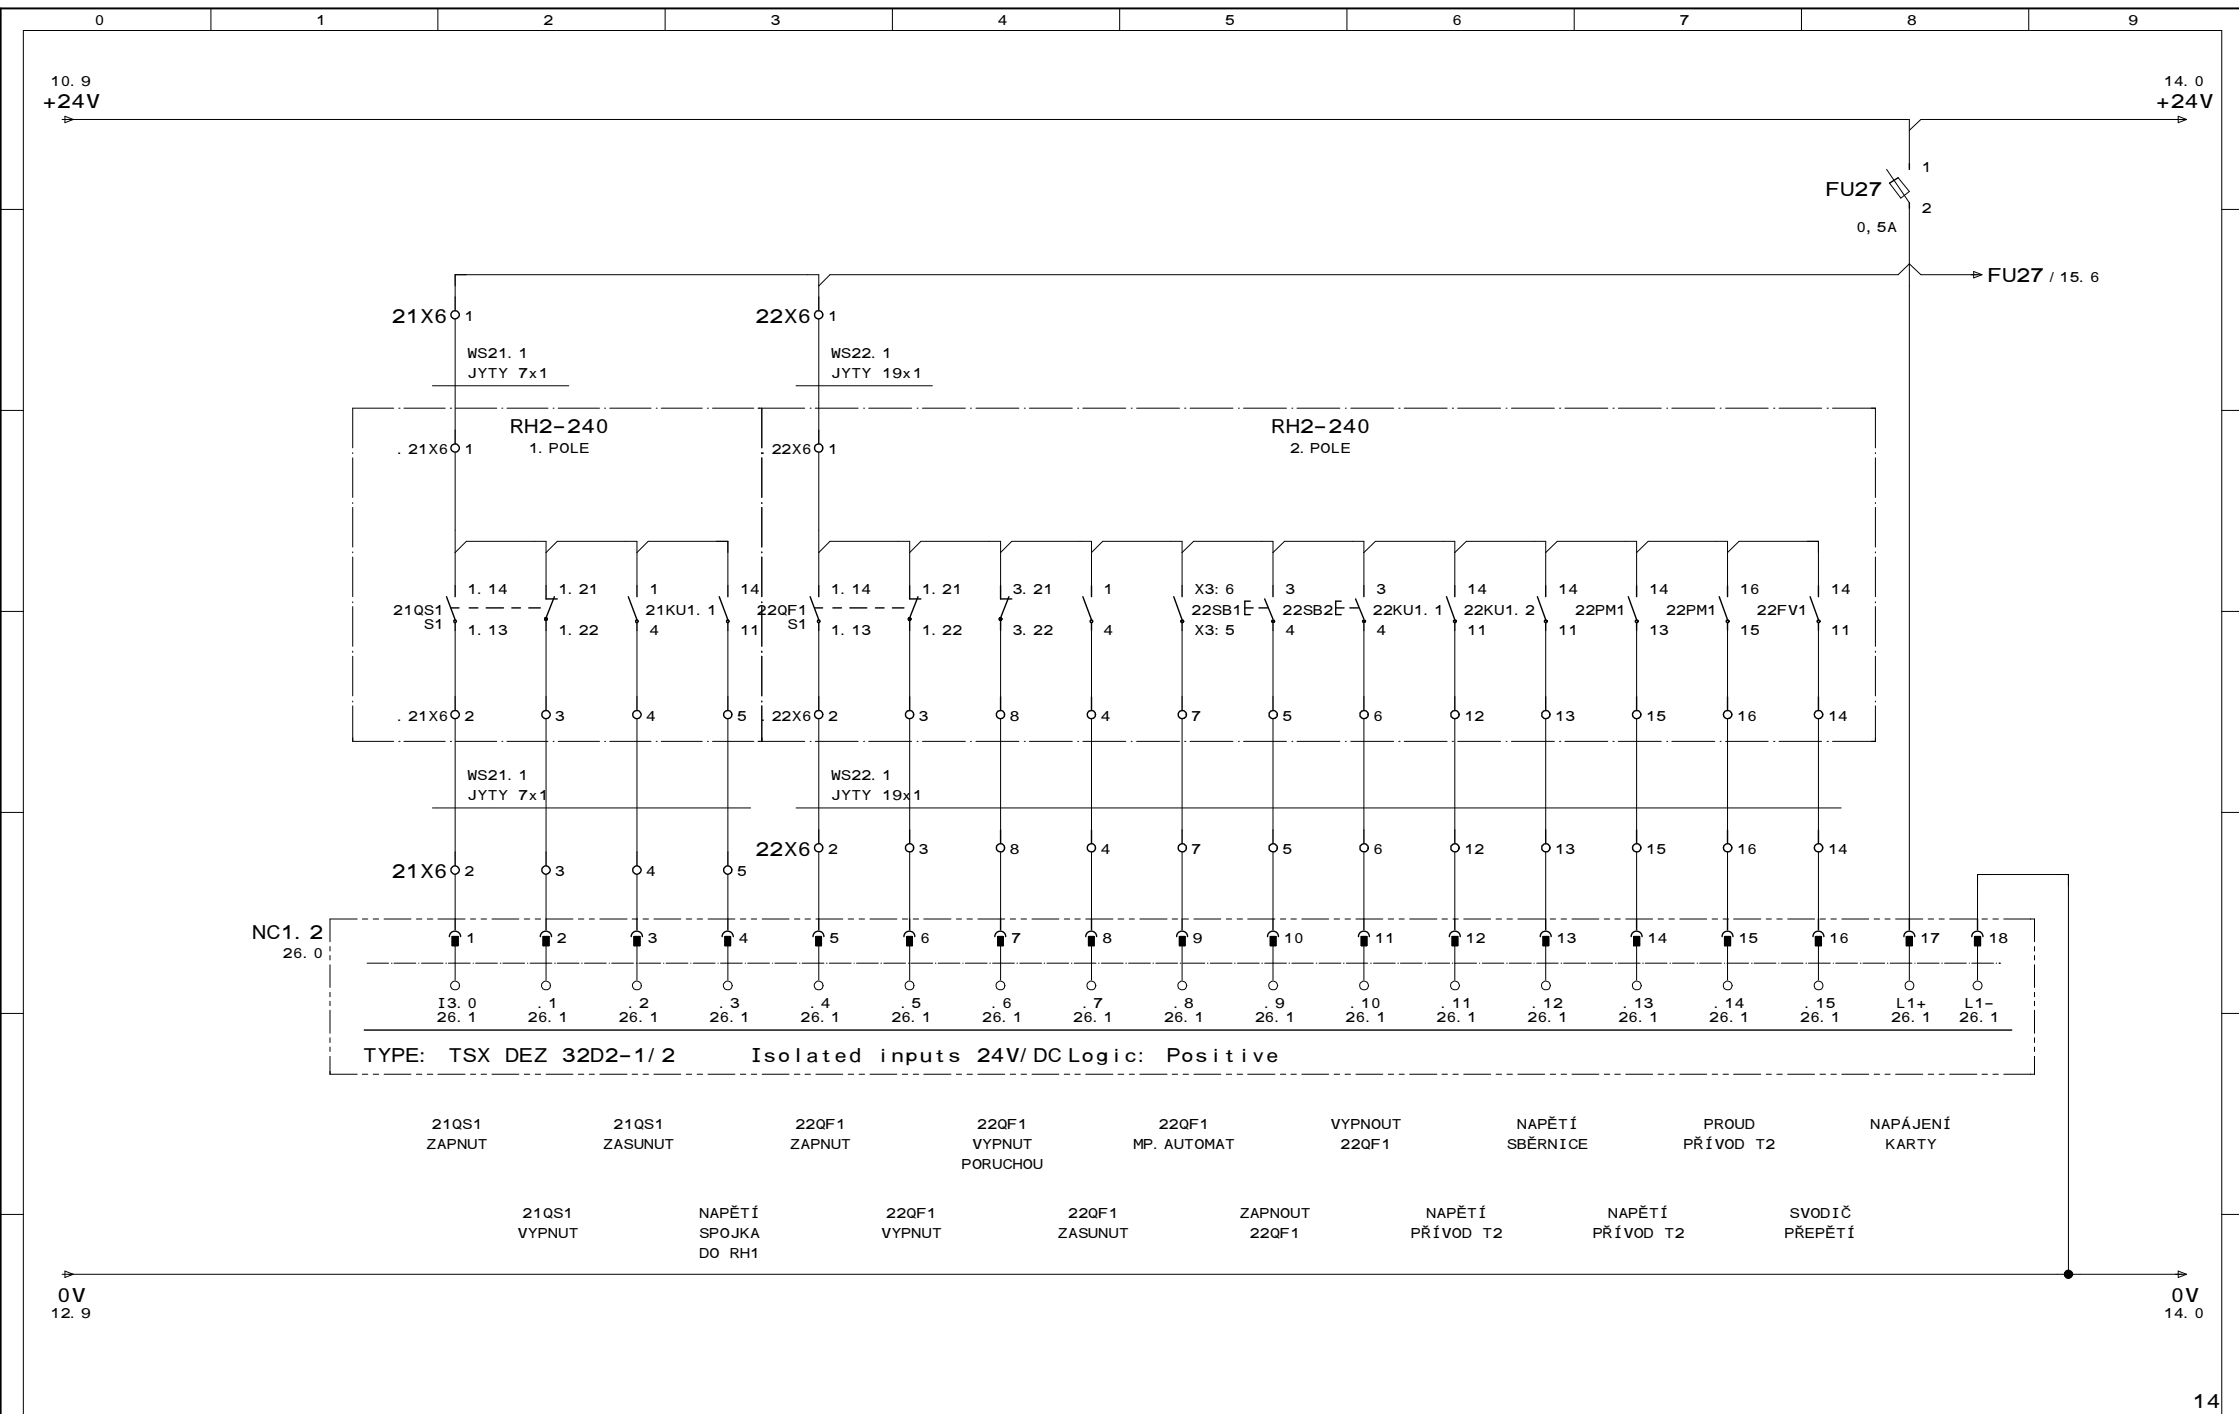 0 1 2 3 4 5 6 7 8 9
10. 9 14. 0
+24V +24V
1
FU27
2
0, 5A
FU27 / 15. 6
21X6 1 22X6 1
WS21. 1 WS22. 1
JYTY 7x1 JYTY 19x1
RH2-240 RH2-240
. 21X6 1 1. POLE . 22X6 1 2. POLE
1. 14 1. 21 1 14 1. 14 1. 21 3. 21 1 X3: 6 3 3 14 14 14 16 14
21QS1 21KU1. 1 22QF1 22SB1 22SB2 22KU1. 1 22KU1. 2 22PM1 22PM1 22FV1
S1 S1
1. 13 1. 22 4 11 1. 13 1. 22 3. 22 4 X3: 5 4 4 11 11 13 15 11
. 21X6 2 3 4 5 . 22X6 2 3 8 4 7 5 6 12 13 15 16 14
WS21. 1 WS22. 1
JYTY 7x1 JYTY 19x1
22X6 2 3 8 4 7 5 6 12 13 15 16 14
21X6 2 3 4 5
NC1. 2 1 2 3 4 5 6 7 8 9 10 11 12 13 14 15 16 17 18
26. 0
I3. 0 . 1 . 2 . 3 . 4 . 5 . 6 . 7 . 8 . 9 . 10 . 11 . 12 . 13 . 14 . 15 L1+ L1-
26. 1 26. 1 26. 1 26. 1 26. 1 26. 1 26. 1 26. 1 26. 1 26. 1 26. 1 26. 1 26. 1 26. 1 26. 1 26. 1 26. 1 26. 1
TYPE: TSX DEZ 32D2-1/ 2 Isolated inputs 24V/ DC Logic: Positive
21QS1 21QS1 22QF1 22QF1 22QF1 VYPNOUT NAPĚTÍ PROUD NAPÁJENÍ
ZAPNUT ZASUNUT ZAPNUT VYPNUT MP. AUTOMAT 22QF1 SBĚRNICE PŘÍVOD T2 KARTY
PORUCHOU
21QS1 NAPĚTÍ 22QF1 22QF1 ZAPNOUT NAPĚTÍ NAPĚTÍ SVODIČ
VYPNUT SPOJKA VYPNUT ZASUNUT 22QF1 PŘÍVOD T2 PŘÍVOD T2 PŘEPĚTÍ
DO RH1
0V 0V
12. 9 14. 0
14